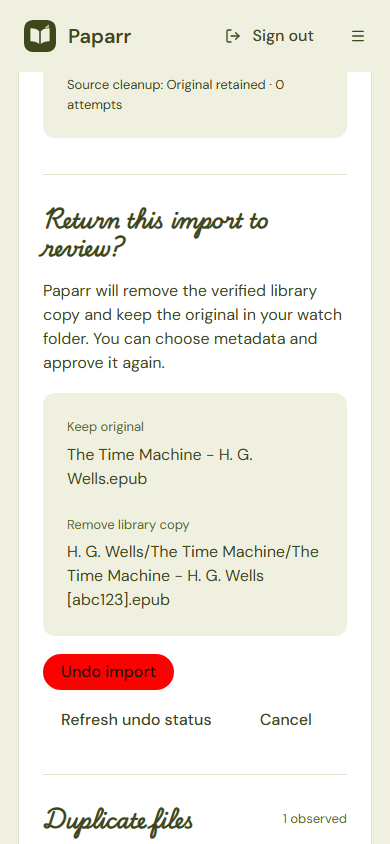 Paparr
Sign out
Source cleanup: Original retained · 0
attempts
Return this import to
review?
Paparr will remove the verified library
copy and keep the original in your watch
folder. You can choose metadata and
approve it again.
Keep original
The Time Machine - H. G.
Wells.epub
Remove library copy
H. G. Wells/The Time Machine/The
Time Machine - H. G. Wells
[abc123].epub
Undo import
Refresh undo status
Cancel
Duplicate files
1 observed